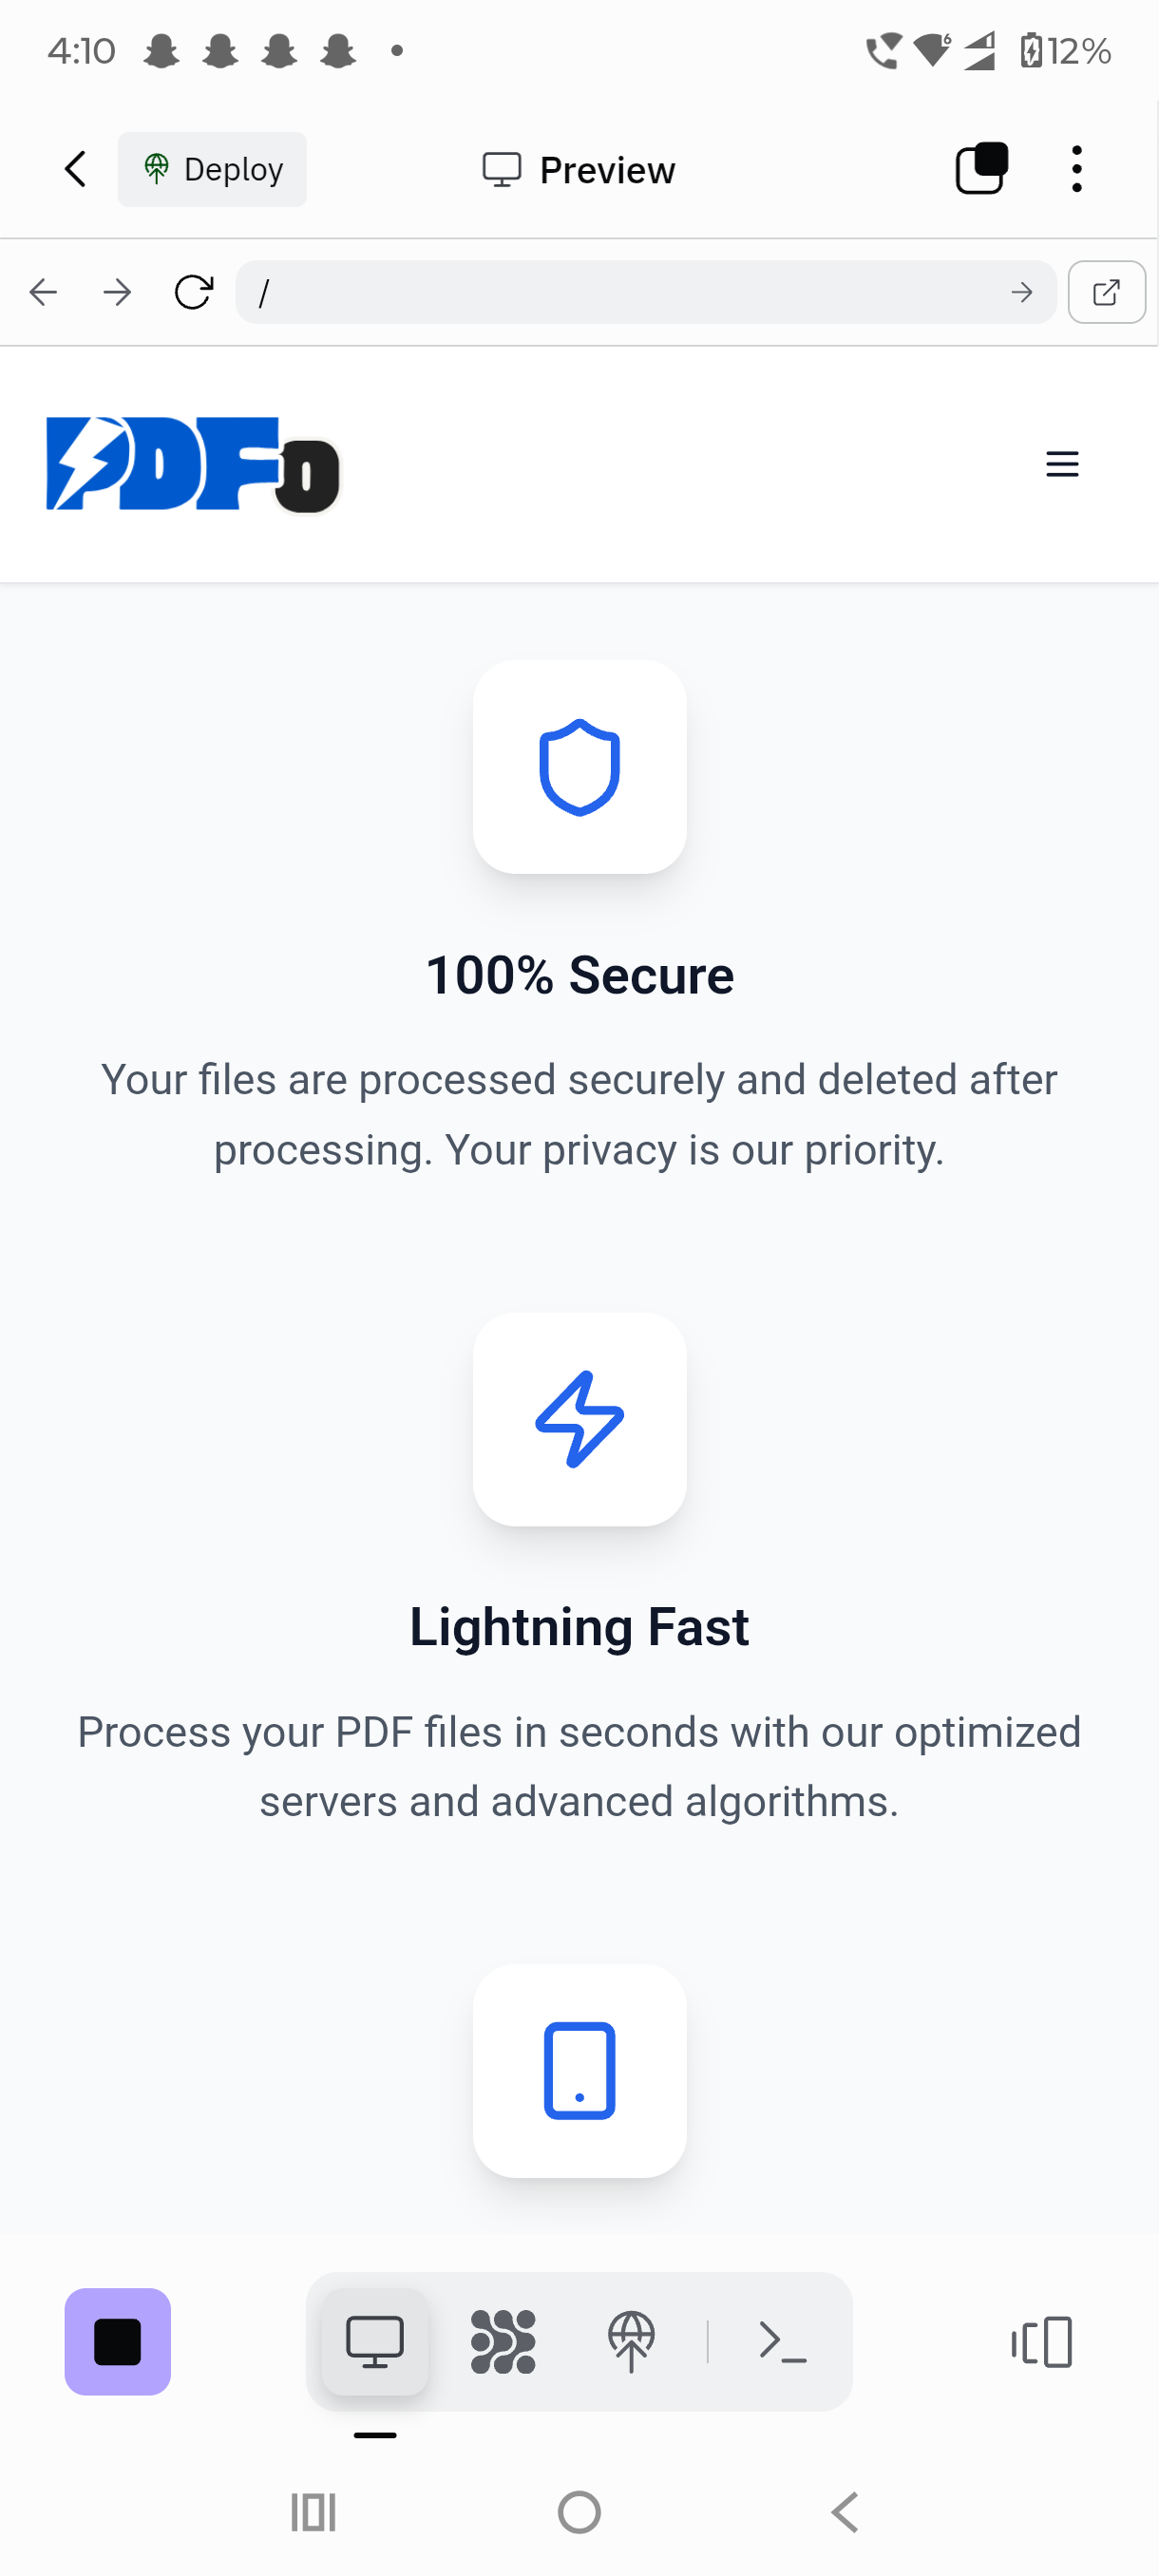 4:10
12%
Deploy
Preview
/
PDFo
100% Secure
Your files are processed securely and deleted after
processing. Your privacy is our priority.
Lightning Fast
Process your PDF files in seconds with our optimized
servers and advanced algorithms.